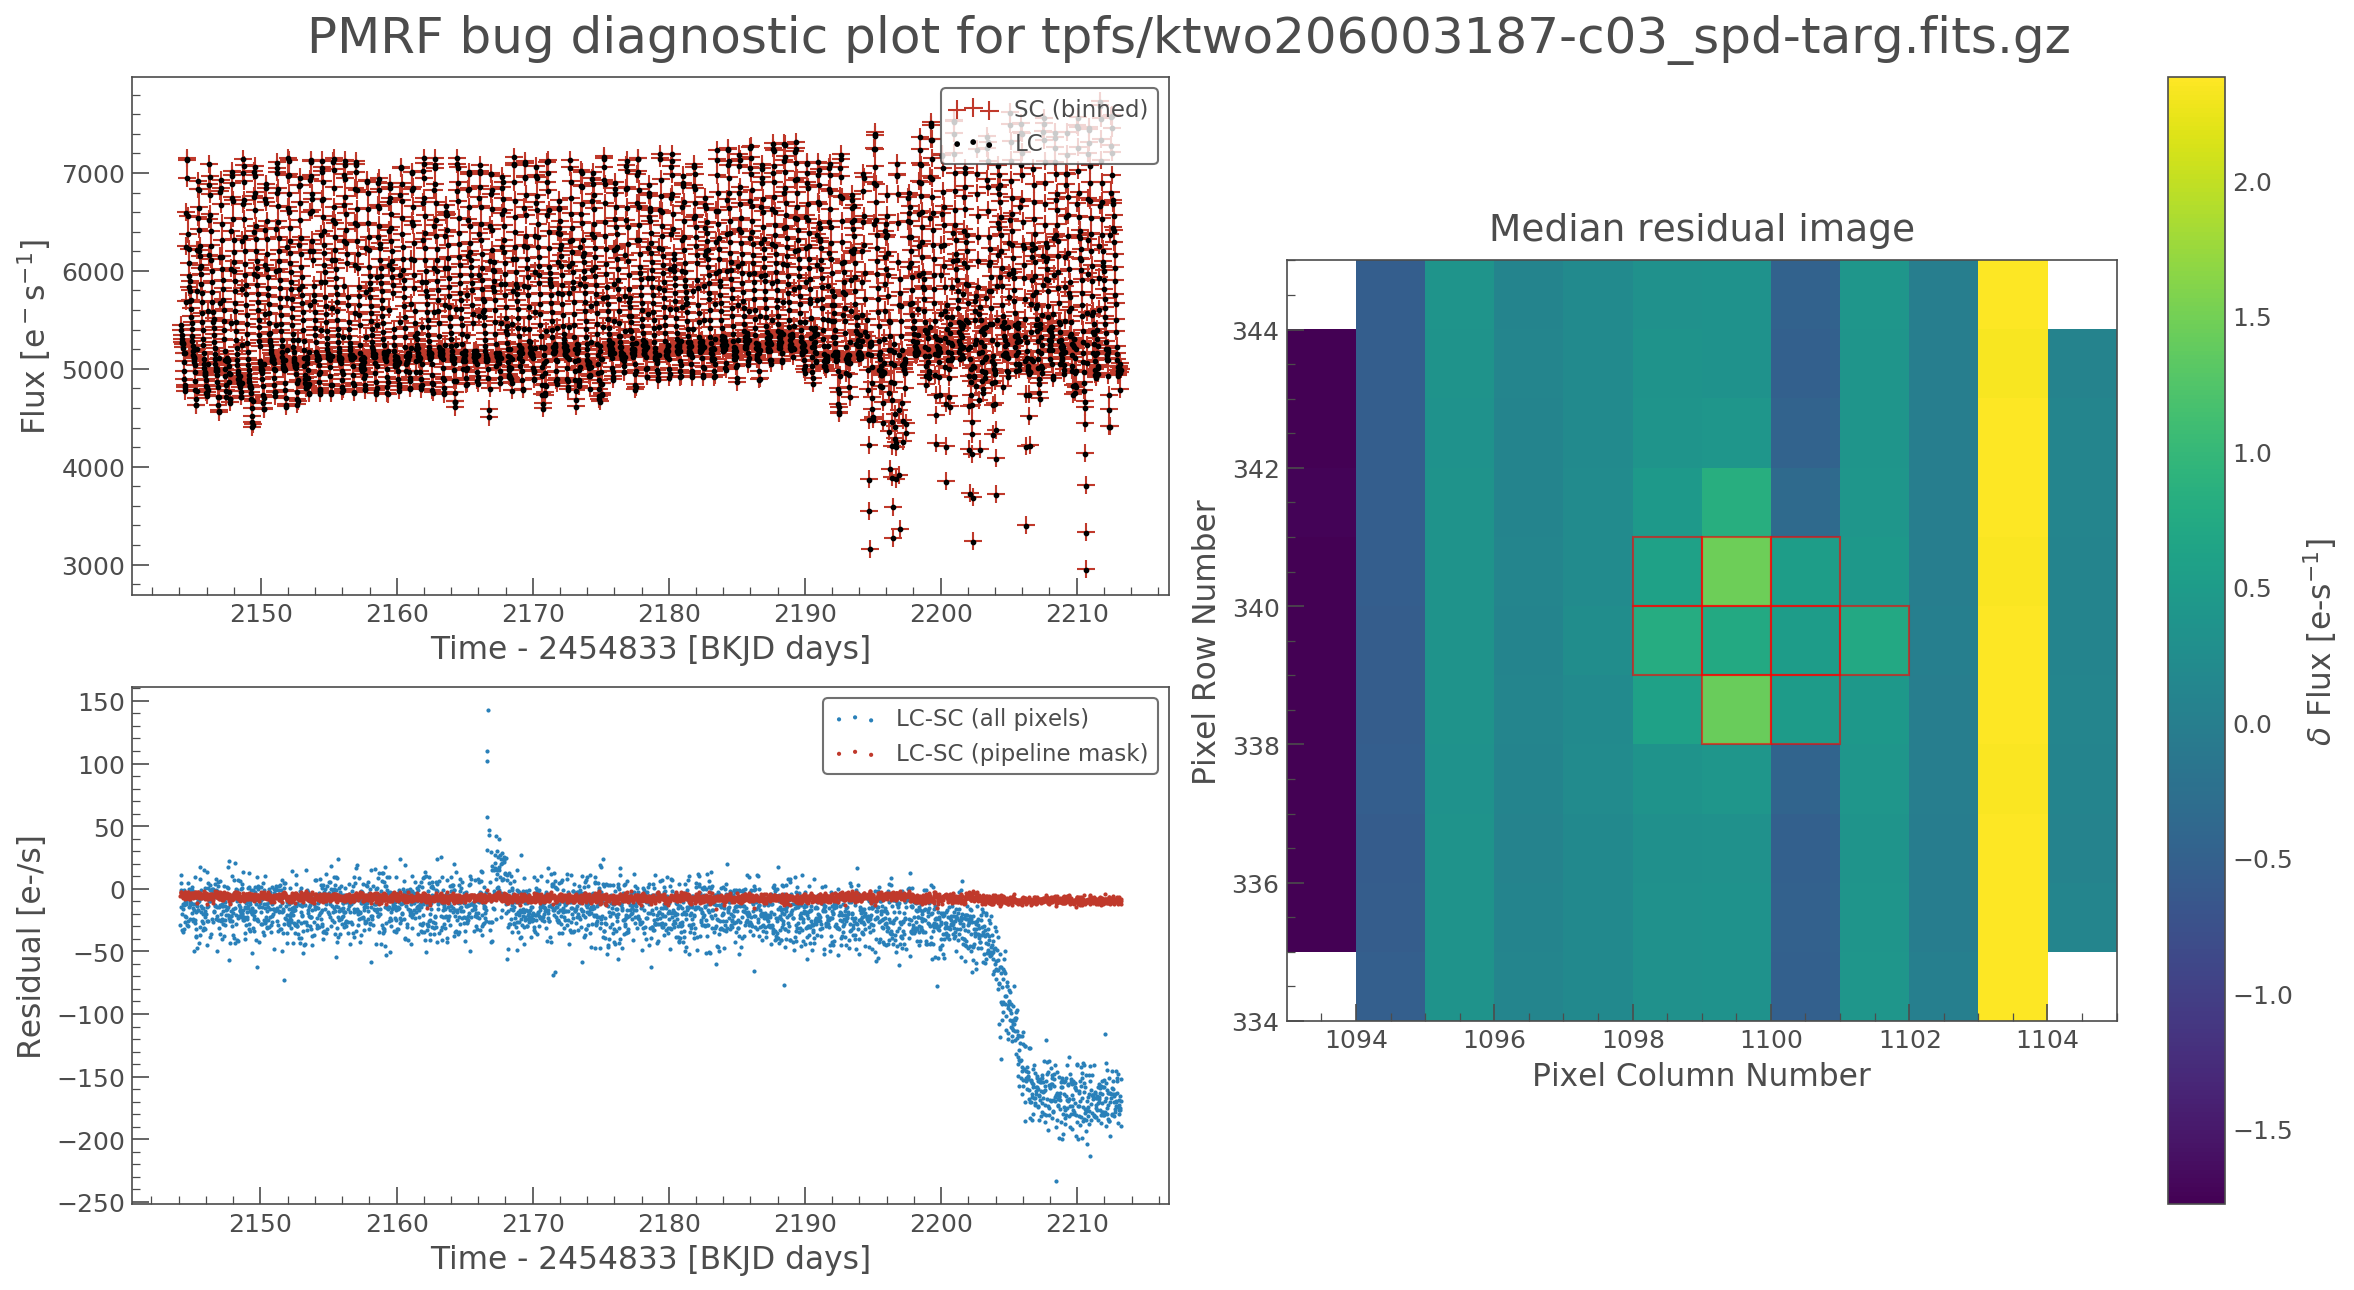 PMRF bug diagnostic plot for tpfs/ktwo206003187-c03_spd-targ.fits.gz
Flux [e⁻ s⁻¹]
7000
6000
5000
4000
3000
SC (binned)
LC
2150 2160 2170 2180 2190 2200 2210
Time - 2454833 [BKJD days]
Residual [e-/s]
150
100
50
0
−50
−100
−150
−200
−250
LC-SC (all pixels)
LC-SC (pipeline mask)
2150 2160 2170 2180 2190 2200 2210
Time - 2454833 [BKJD days]
Median residual image
Pixel Row Number
344
342
340
338
336
334
1094 1096 1098 1100 1102 1104
Pixel Column Number
2.0
1.5
1.0
0.5
0.0
−0.5
−1.0
−1.5
δ Flux [e-s⁻¹]